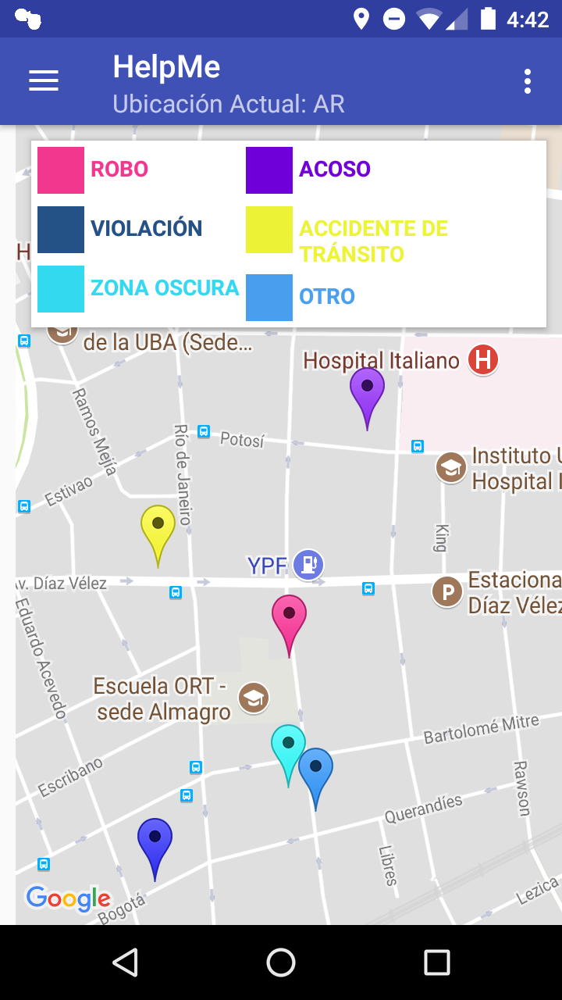 4:42
HelpMe
Ubicación Actual: AR
ROBO
ACOSO
VIOLACIÓN
ACCIDENTE DE
TRÁNSITO
ZONA OSCURA
OTRO
H
de la UBA (Sede...
Hospital Italiano
H
Ramos Mejía
Río de Janeiro
Potosí
Instituto U
Hospital I
Estivao
King
YPF
Av. Díaz Vélez
Estaciona
Díaz Vélez
P
Eduardo Acevedo
Escuela ORT -
sede Almagro
Bartolomé Mitre
Escribano
Rawson
Querandíes
Libres
Lezica
Google
Bogotá